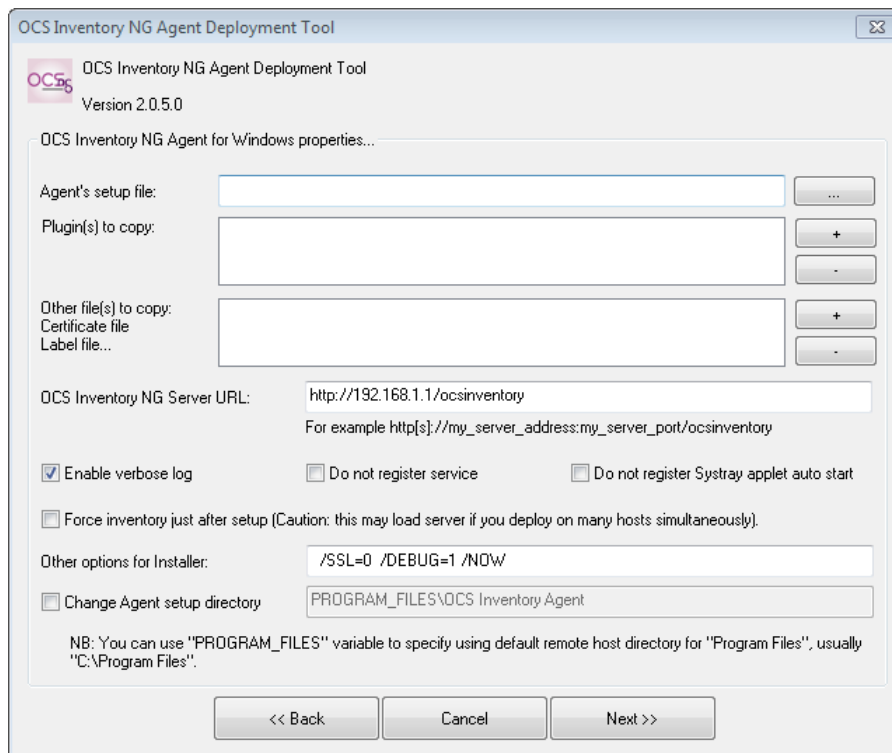 OCS Inventory NG Agent Deployment Tool
OCS Inventory NG Agent Deployment Tool
OCSng
Version 2.0.5.0
OCS Inventory NG Agent for Windows properties...
Agent's setup file:
...
Plugin(s) to copy:
+
-
Other file(s) to copy:
Certificate file
Label file...
+
-
OCS Inventory NG Server URL: http://192.168.1.1/ocsinventory
For example http[s]://my_server_address:my_server_port/ocsinventory
Enable verbose log Do not register service Do not register Systray applet auto start
Force inventory just after setup (Caution: this may load server if you deploy on many hosts simultaneously).
Other options for Installer: /SSL=0 /DEBUG=1 /NOW
Change Agent setup directory PROGRAM_FILES\OCS Inventory Agent
NB: You can use "PROGRAM_FILES" variable to specify using default remote host directory for "Program Files", usually
"C:\Program Files".
<< Back Cancel Next >>